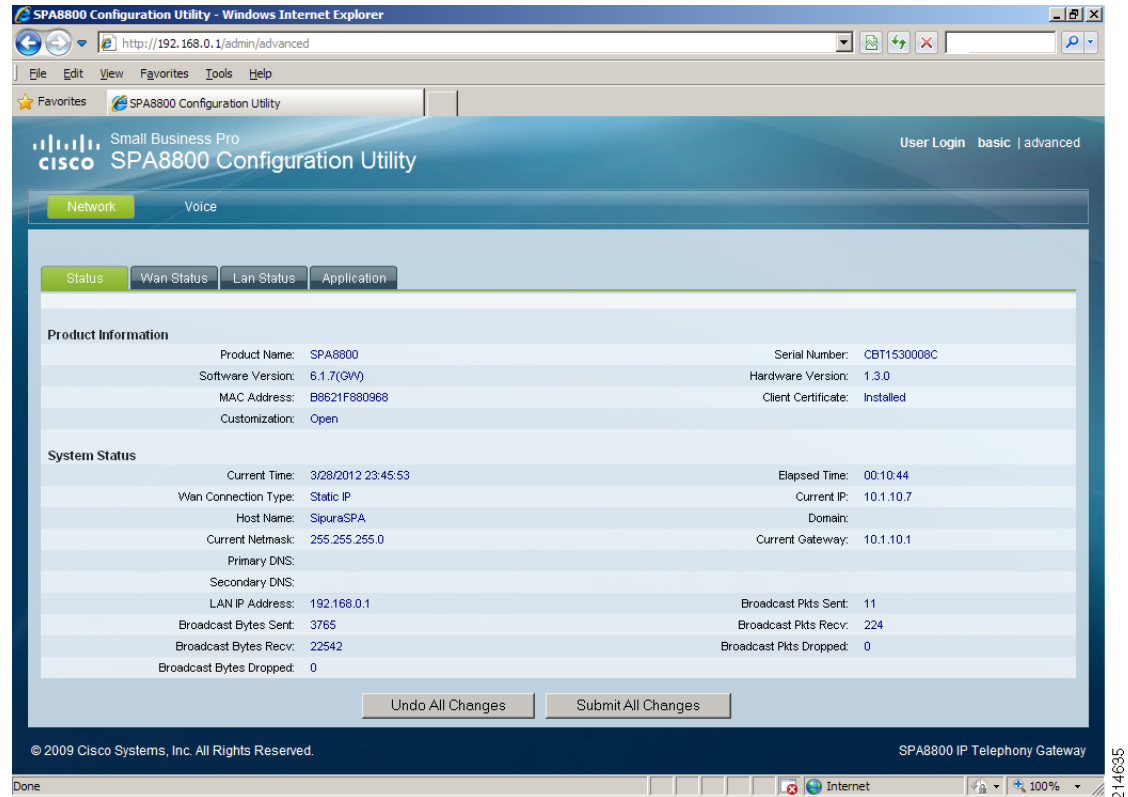 SPA8800 Configuration Utility - Windows Internet Explorer
http://192.168.0.1/admin/advanced
File Edit View Favorites Tools Help
Favorites SPA8800 Configuration Utility
Small Business Pro
CISCO SPA8800 Configuration Utility
User Login basic | advanced
Network Voice
Status Wan Status Lan Status Application
Product Information
Product Name: SPA8800 Serial Number: CBT1530008C
Software Version: 6.1.7(GW) Hardware Version: 1.3.0
MAC Address: B8621F880968 Client Certificate: Installed
Customization: Open
System Status
Current Time: 3/28/2012 23:45:53 Elapsed Time: 00:10:44
Wan Connection Type: Static IP Current IP: 10.1.10.7
Host Name: SipuraSPA Domain:
Current Netmask: 255.255.255.0 Current Gateway: 10.1.10.1
Primary DNS:
Secondary DNS:
LAN IP Address: 192.168.0.1 Broadcast Pkts Sent: 11
Broadcast Bytes Sent: 3765 Broadcast Pkts Recv: 224
Broadcast Bytes Recv: 22542 Broadcast Pkts Dropped: 0
Broadcast Bytes Dropped: 0
Undo All Changes Submit All Changes
© 2009 Cisco Systems, Inc. All Rights Reserved. SPA8800 IP Telephony Gateway
Done Internet 100%
214635